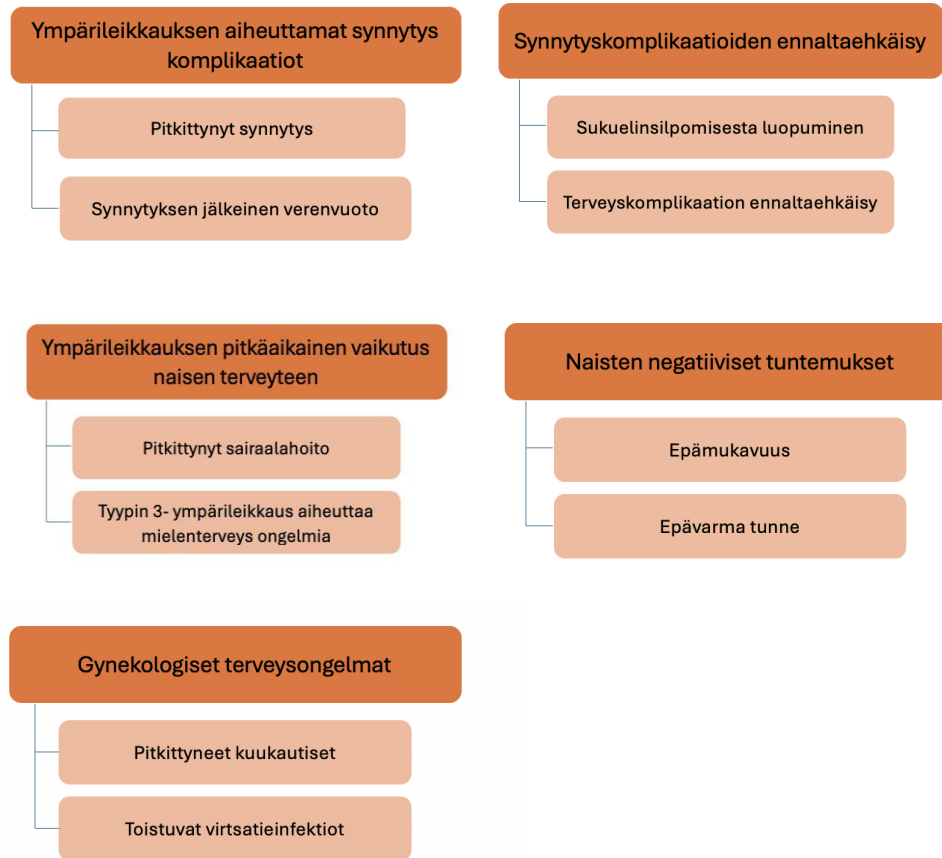 Ympärileikkauksen aiheuttamat synnytys
komplikaatiot
Pitkittynyt synnytys
Synnytyksen jälkeinen verenvuoto
Synnytyskomplikaatioiden ennaltaehkäisy
Sukuelinsilpomisesta luopuminen
Terveyskomplikaation ennaltaehkäisy
Ympärileikkauksen pitkäaikainen vaikutus
naisen terveyteen
Pitkittynyt sairaalahoito
Tyypin 3- ympärileikkaus aiheuttaa
mielenterveys ongelmia
Naisten negatiiviset tuntemukset
Epämukavuus
Epävarma tunne
Gynekologiset terveysongelmat
Pitkittyneet kuukautiset
Toistuvat virtsatieinfektiot